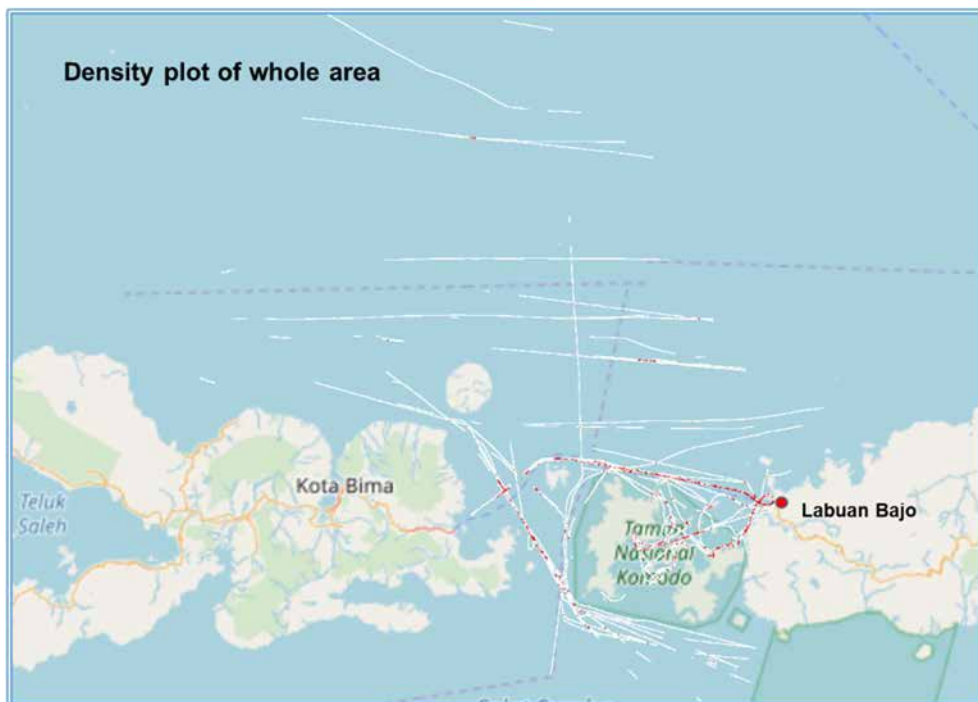 Density plot of whole area
Kota Bima
Teluk
Saleh
Labuan Bajo
Taman
Nasional
Komodo